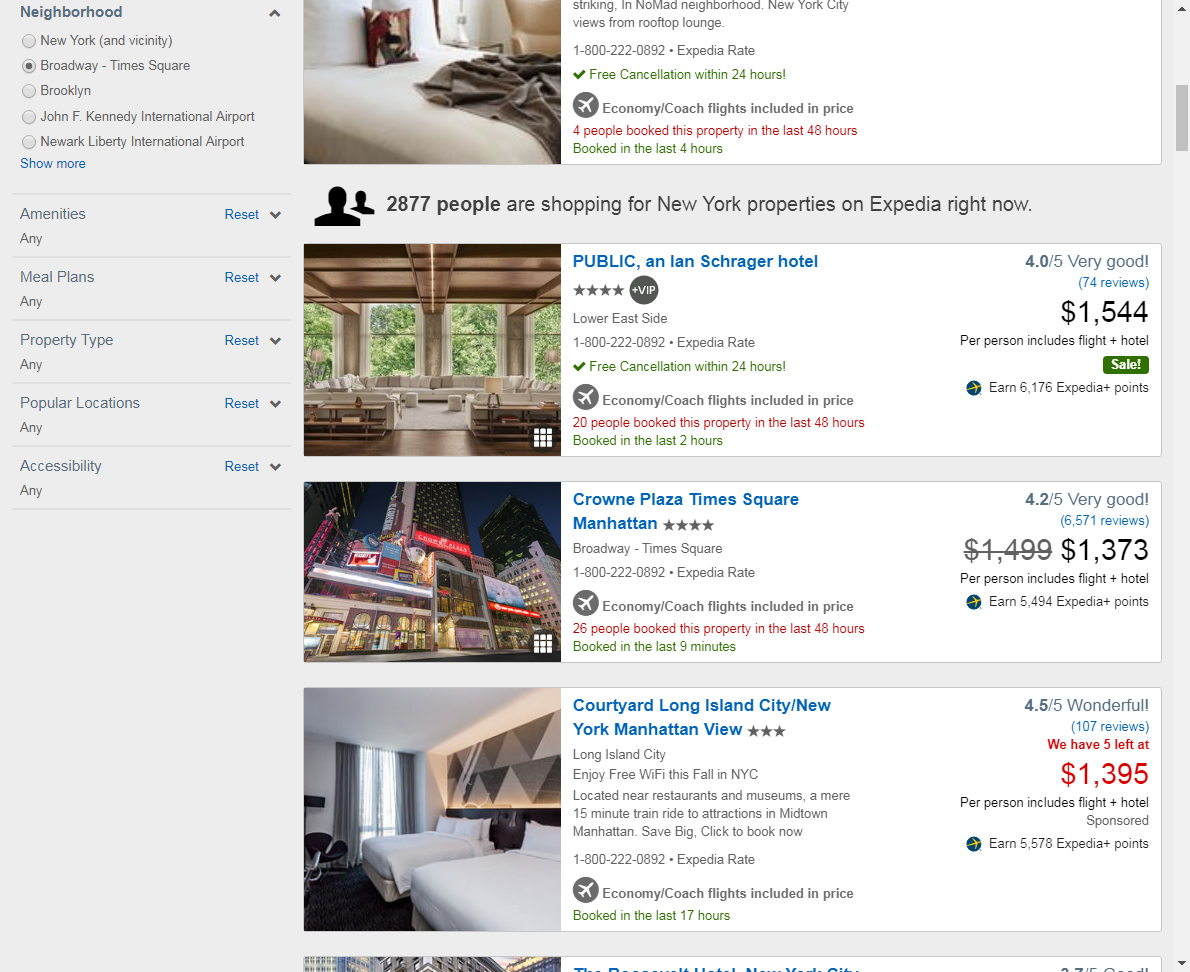 Neighborhood
New York (and vicinity)
Broadway - Times Square
Brooklyn
John F. Kennedy International Airport
Newark Liberty International Airport
Show more
Amenities
Reset
Any
Meal Plans
Reset
Any
Property Type
Reset
Any
Popular Locations
Reset
Any
Accessibility
Reset
Any
striking, In NoMad neighborhood. New York City
views from rooftop lounge.
1-800-222-0892 • Expedia Rate
Free Cancellation within 24 hours!
Economy/Coach flights included in price
4 people booked this property in the last 48 hours
Booked in the last 4 hours
2877 people are shopping for New York properties on Expedia right now.
PUBLIC, an Ian Schrager hotel
+VIP
Lower East Side
1-800-222-0892 • Expedia Rate
Free Cancellation within 24 hours!
Economy/Coach flights included in price
20 people booked this property in the last 48 hours
Booked in the last 2 hours
4.0/5 Very good!
(74 reviews)
$1,544
Per person includes flight + hotel
Sale!
Earn 6,176 Expedia+ points
CROWNE PLAZA
Crowne Plaza Times Square
Manhattan
Broadway - Times Square
1-800-222-0892 • Expedia Rate
Economy/Coach flights included in price
26 people booked this property in the last 48 hours
Booked in the last 9 minutes
4.2/5 Very good!
(6,571 reviews)
$1,499 $1,373
Per person includes flight + hotel
Earn 5,494 Expedia+ points
Courtyard Long Island City/New
York Manhattan View
Long Island City
Enjoy Free WiFi this Fall in NYC
Located near restaurants and museums, a mere
15 minute train ride to attractions in Midtown
Manhattan. Save Big, Click to book now
1-800-222-0892 • Expedia Rate
Economy/Coach flights included in price
Booked in the last 17 hours
4.5/5 Wonderful!
(107 reviews)
We have 5 left at
$1,395
Per person includes flight + hotel
Sponsored
Earn 5,578 Expedia+ points
The Roosevelt Hotel, New York City
3.7/5 Good!